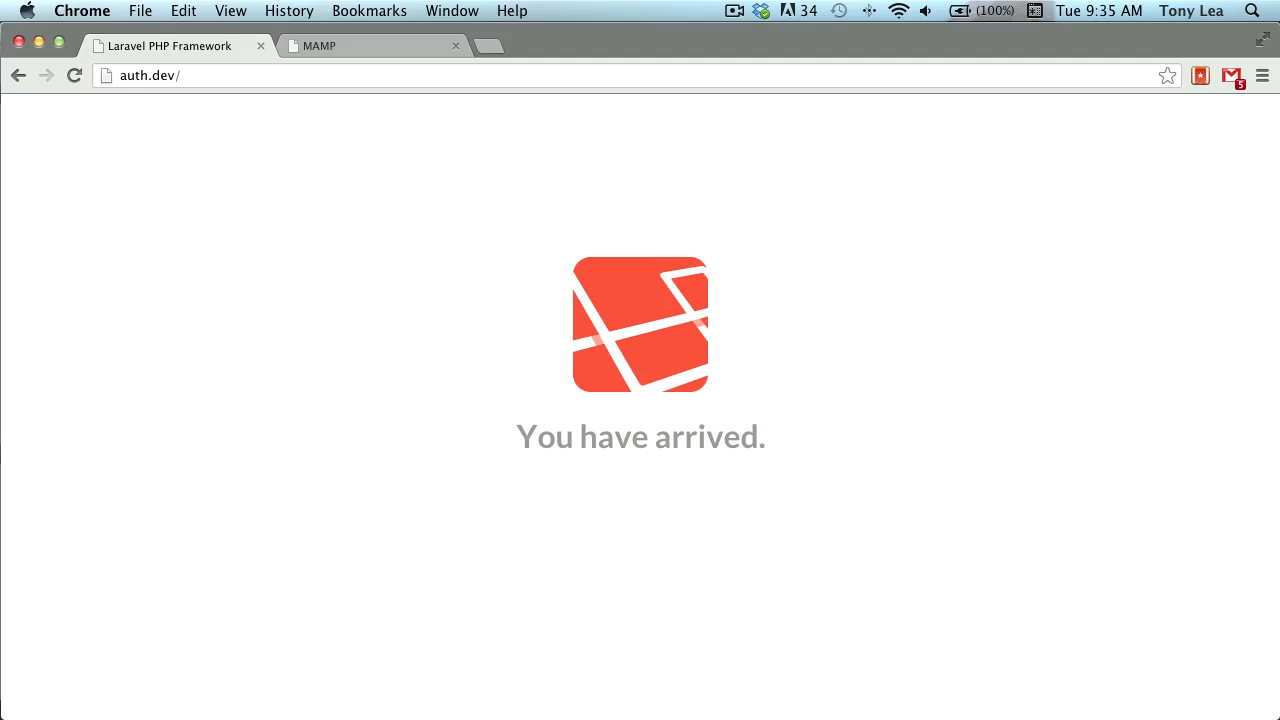 Chrome File Edit View History Bookmarks Window Help 34 (100%) Tue 9:35 AM Tony Lea
Laravel PHP Framework MAMP
auth.dev/
5
You have arrived.